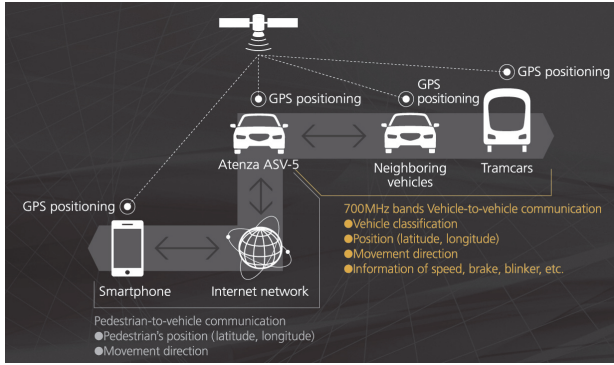 GPS positioning
GPS positioning
GPS
positioning
Atenza ASV-5
Neighboring
vehicles
Tramcars
GPS positioning
700MHz bands Vehicle-to-vehicle communication
●Vehicle classification
●Position (latitude, longitude)
●Movement direction
●Information of speed, brake, blinker, etc.
Smartphone
Internet network
Pedestrian-to-vehicle communication
●Pedestrian's position (latitude, longitude)
●Movement direction